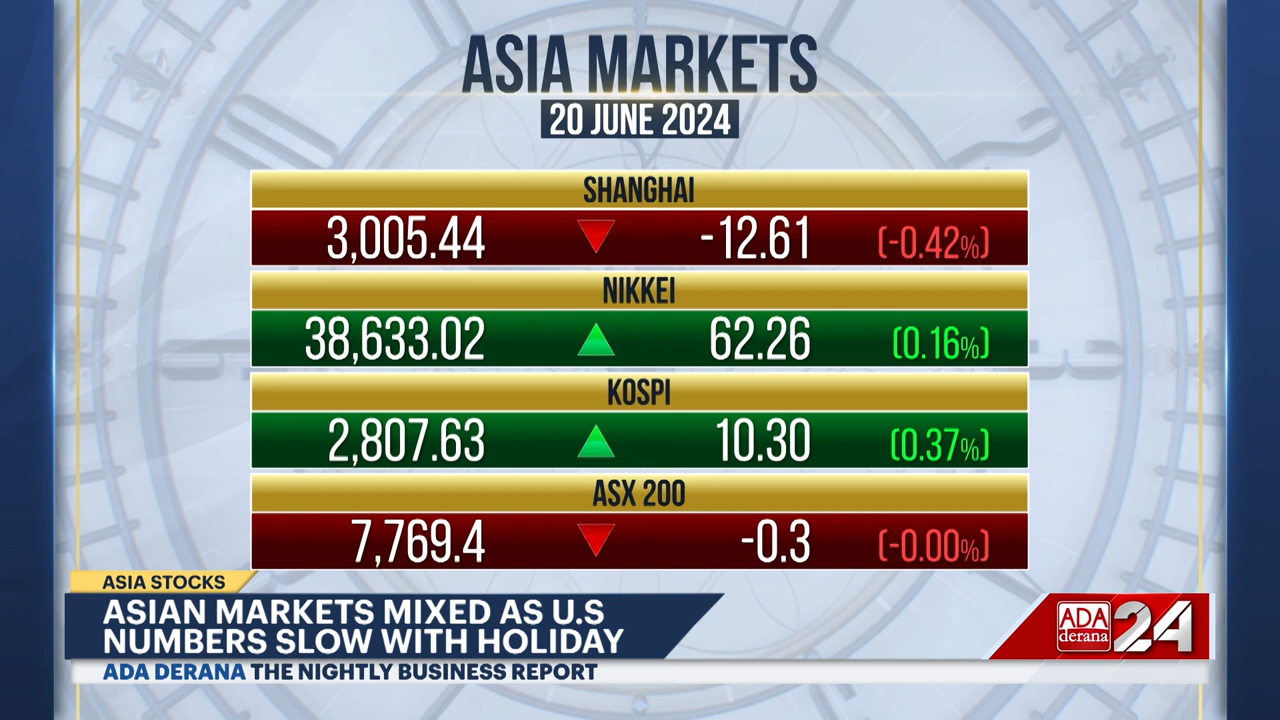 ASIA MARKETS
20 JUNE 2024
SHANGHAI
3,005.44 -12.61 (-0.42%)
NIKKEI
38,633.02 62.26 (0.16%)
KOSPI
2,807.63 10.30 (0.37%)
ASX 200
7,769.4 -0.3 (-0.00%)
ASIA STOCKS
ASIAN MARKETS MIXED AS U.S
NUMBERS SLOW WITH HOLIDAY
ADA DERANA THE NIGHTLY BUSINESS REPORT
ADA
derana
24